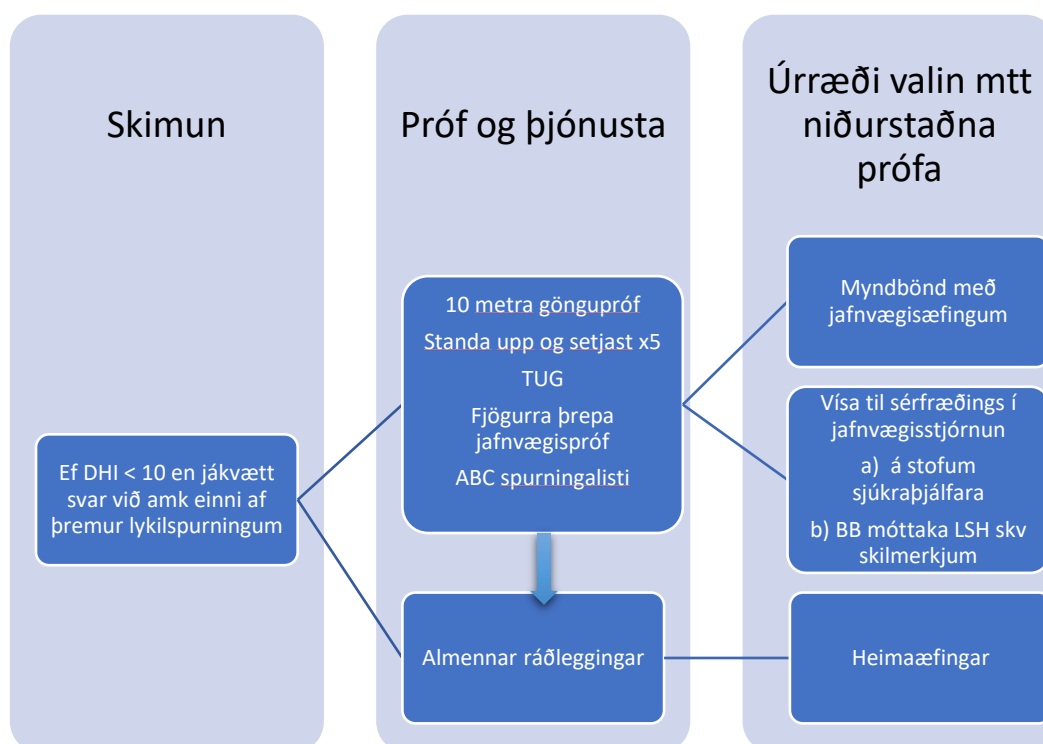 Skimun
Ef DHI < 10 en jákvætt
svar við amk einni af
þremur lykilspurningum
Próf og þjónusta
10 metra göngupróf
Standa upp og setjast x5
TUG
Fjögurra þrepa
jafnvægispróf
ABC spurningalisti
Almennar ráðleggingar
Úrræði valin mtt
niðurstaðna
prófa
Myndbönd með
jafnvægisæfingum
Vísa til sérfræðings í
jafnvægisstjórnun
a) á stofum
sjúkraþjálfara
b) BB móttaka LSH skv
skilmerkjum
Heimaæfingar